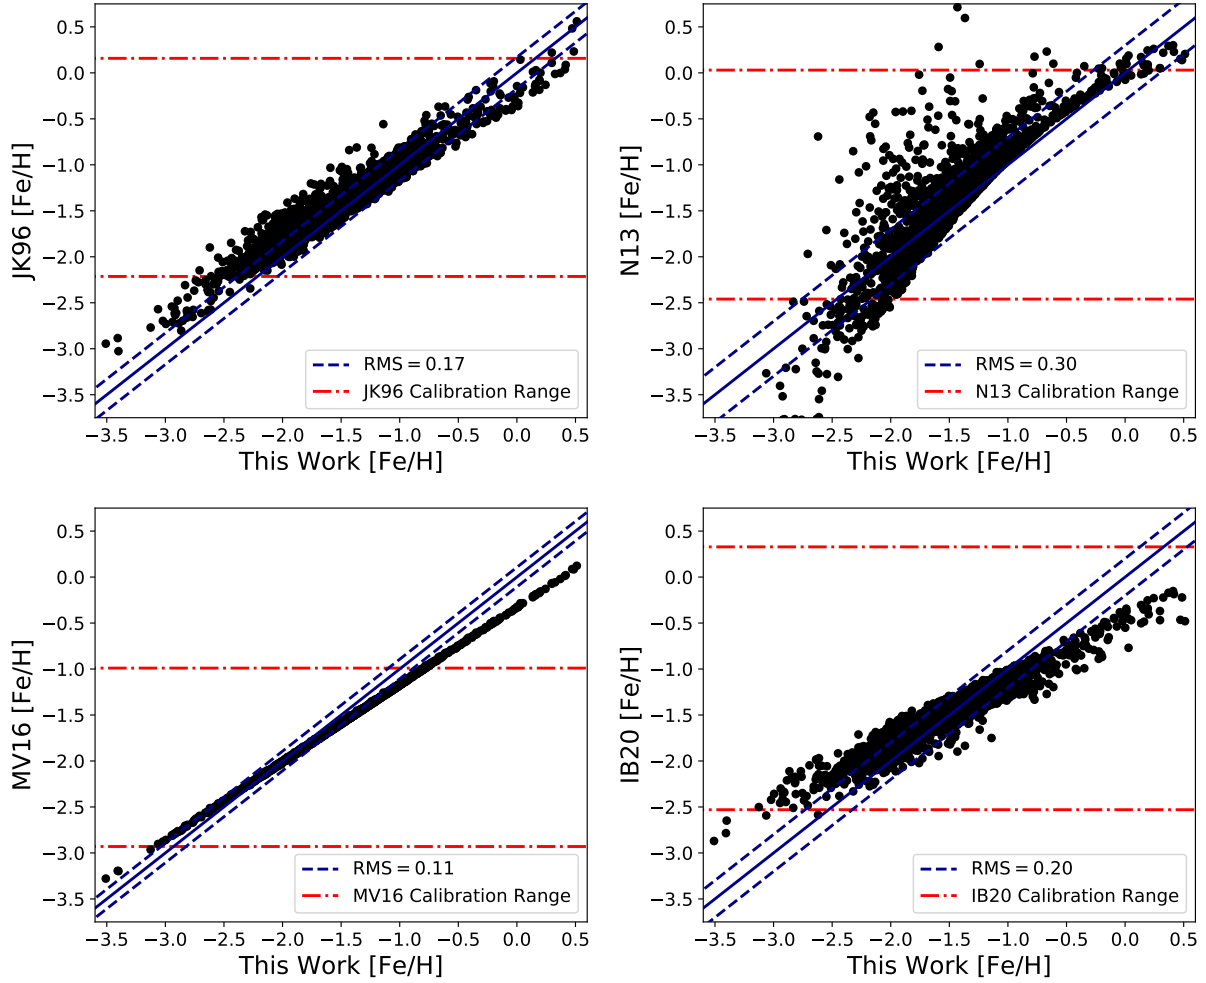 0.5
0.0
−0.5
−1.0
−1.5
−2.0
−2.5
−3.0
−3.5
JK96 [Fe/H]
RMS = 0.17
JK96 Calibration Range
−3.5 −3.0 −2.5 −2.0 −1.5 −1.0 −0.5 0.0 0.5
This Work [Fe/H]
0.5
0.0
−0.5
−1.0
−1.5
−2.0
−2.5
−3.0
−3.5
N13 [Fe/H]
RMS = 0.30
N13 Calibration Range
−3.5 −3.0 −2.5 −2.0 −1.5 −1.0 −0.5 0.0 0.5
This Work [Fe/H]
0.5
0.0
−0.5
−1.0
−1.5
−2.0
−2.5
−3.0
−3.5
MV16 [Fe/H]
RMS = 0.11
MV16 Calibration Range
−3.5 −3.0 −2.5 −2.0 −1.5 −1.0 −0.5 0.0 0.5
This Work [Fe/H]
0.5
0.0
−0.5
−1.0
−1.5
−2.0
−2.5
−3.0
−3.5
IB20 [Fe/H]
RMS = 0.20
IB20 Calibration Range
−3.5 −3.0 −2.5 −2.0 −1.5 −1.0 −0.5 0.0 0.5
This Work [Fe/H]